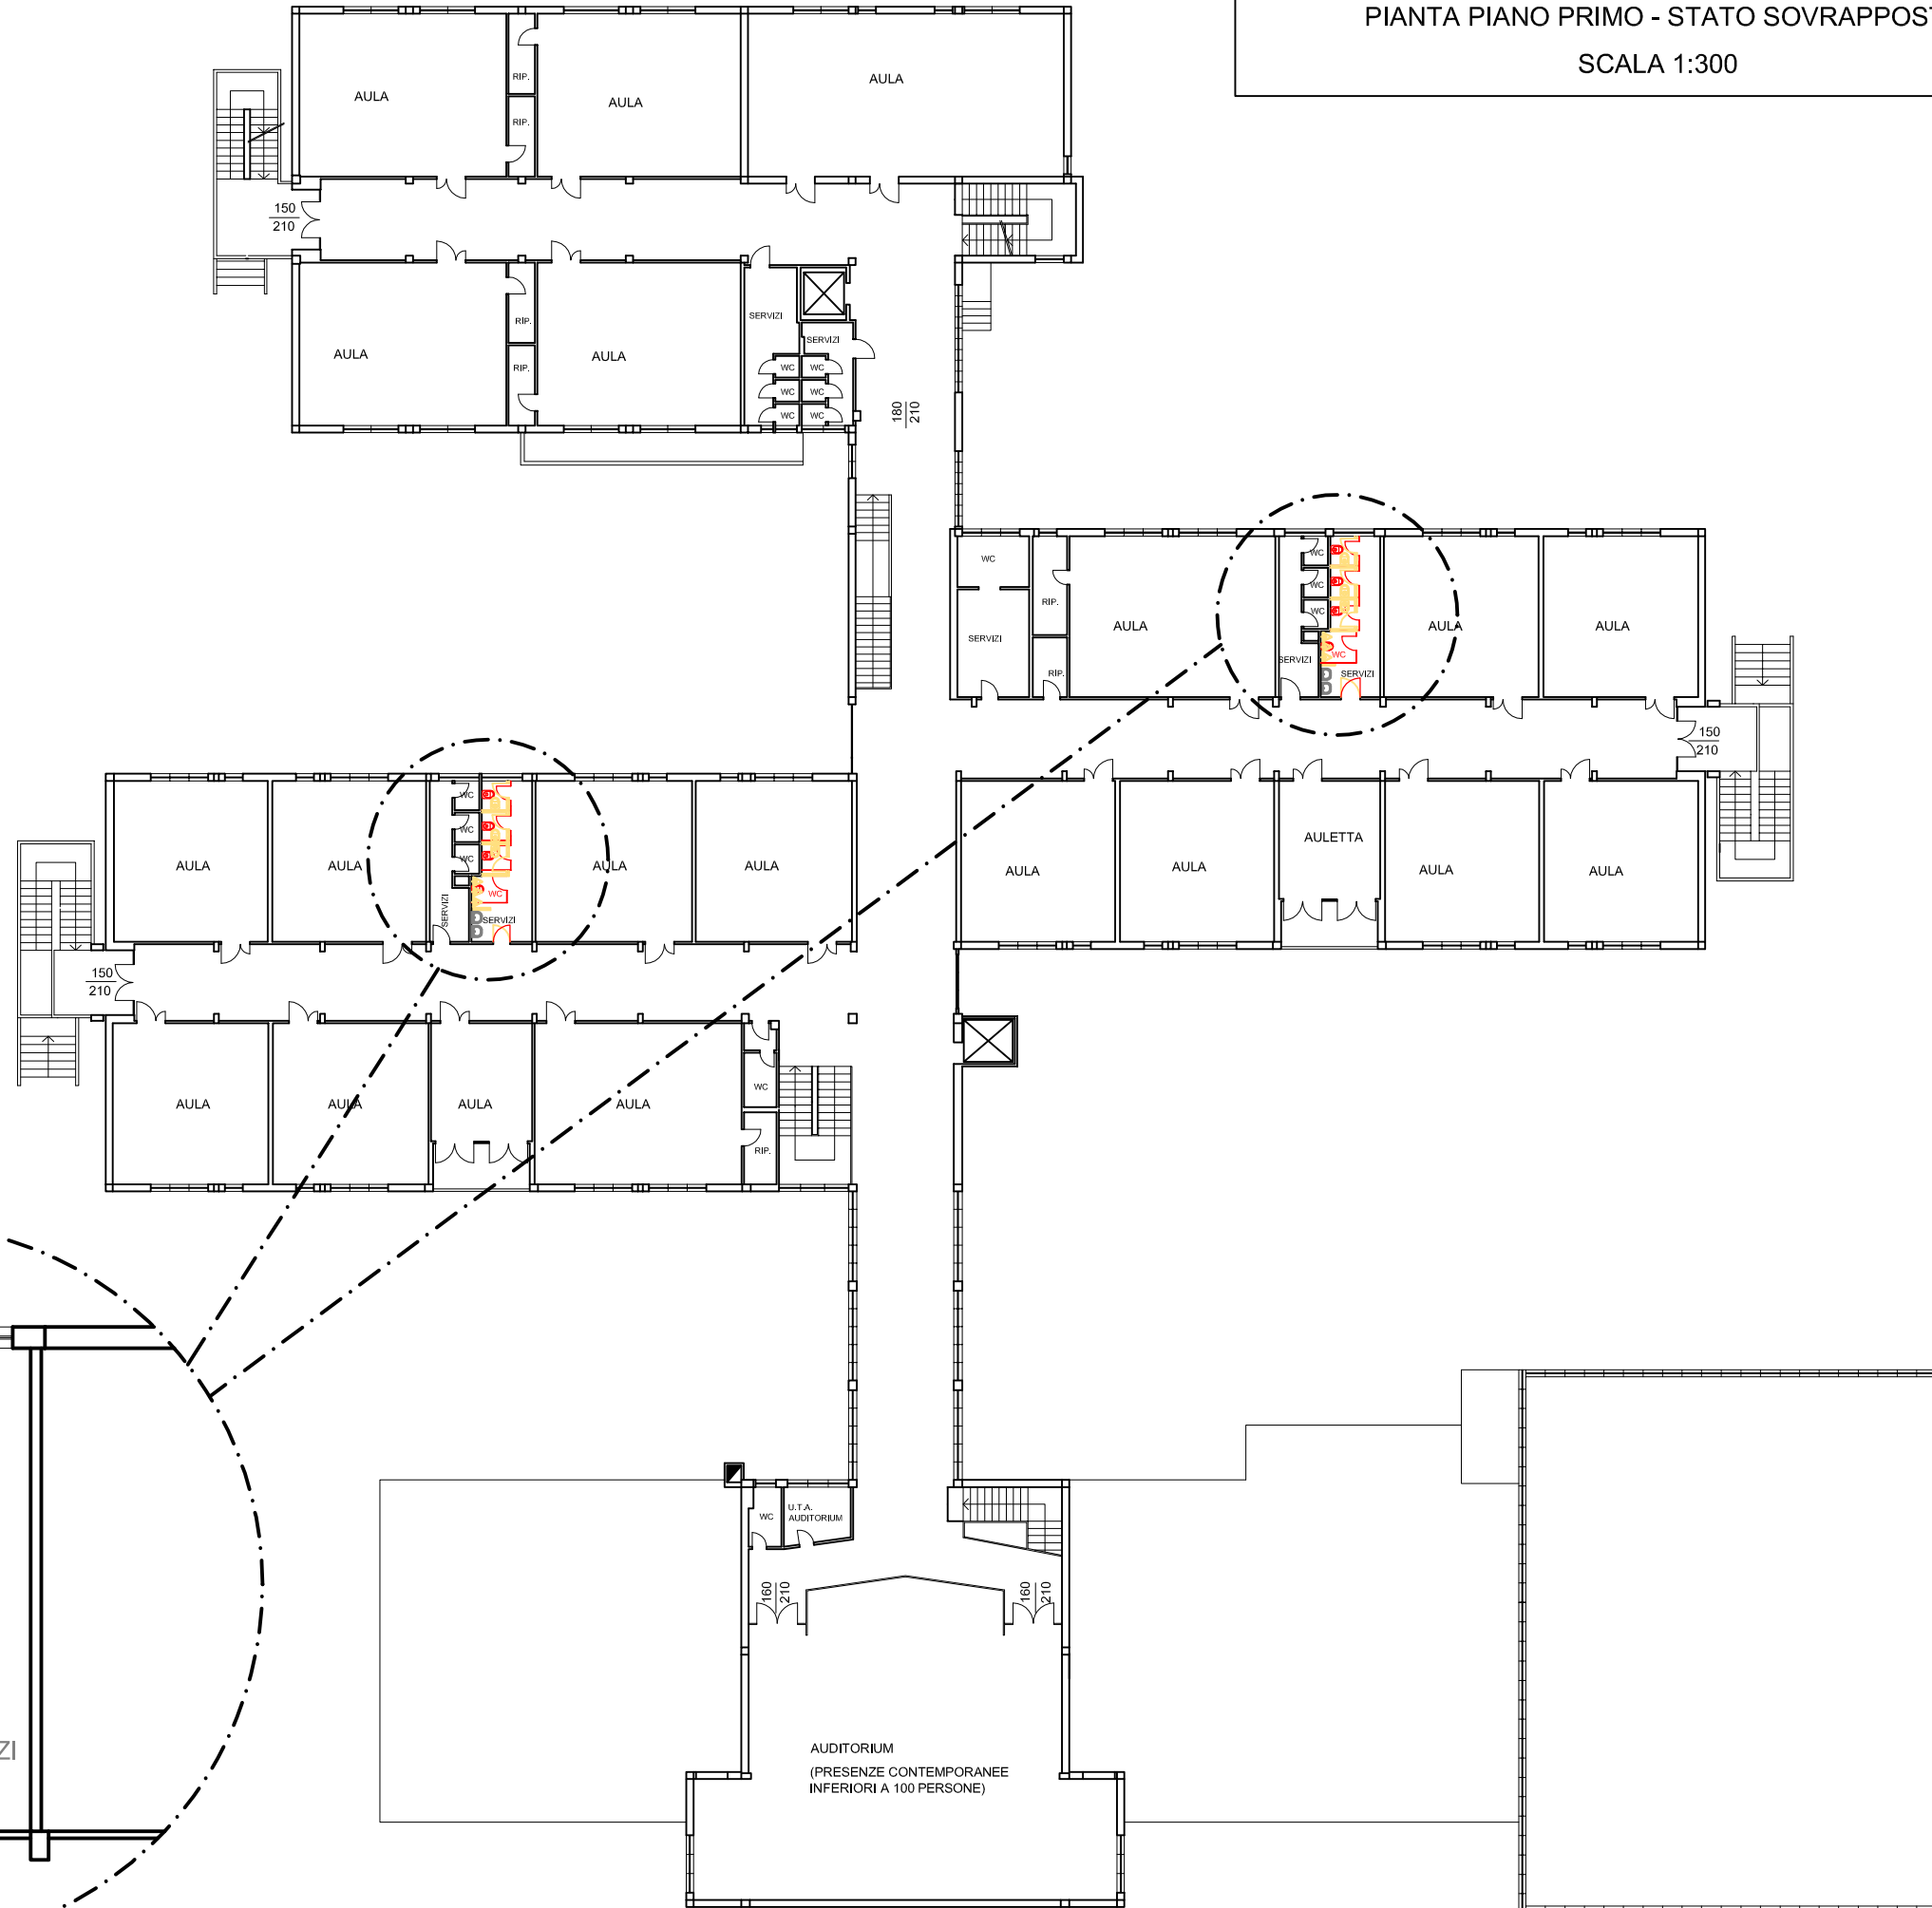 PIANTA PIANO PRIMO - STATO SOVRAPPOST
SCALA 1:300
AULA
RIP.
AULA
AULA
RIP.
150
210
AULA
RIP.
RIP.
AULA
SERVIZI
SERVIZI
WC
WC
WC
WC
WC
WC
180
210
WC
SERVIZI
RIP.
RIP.
AULA
WC
WC
WC
SERVIZI
WC
SERVIZI
AULA
AULA
150
210
AULA
AULA
WC
WC
WC
SERVIZI
WC
SERVIZI
AULA
AULA
AULA
AULA
AULETTA
AULA
AULA
150
210
AULA
AULA
AULA
AULA
WC
RIP.
WC
U.T.A.
AUDITORIUM
160
210
160
210
ZI
AUDITORIUM
(PRESENZE CONTEMPORANEE
INFERIORI A 100 PERSONE)